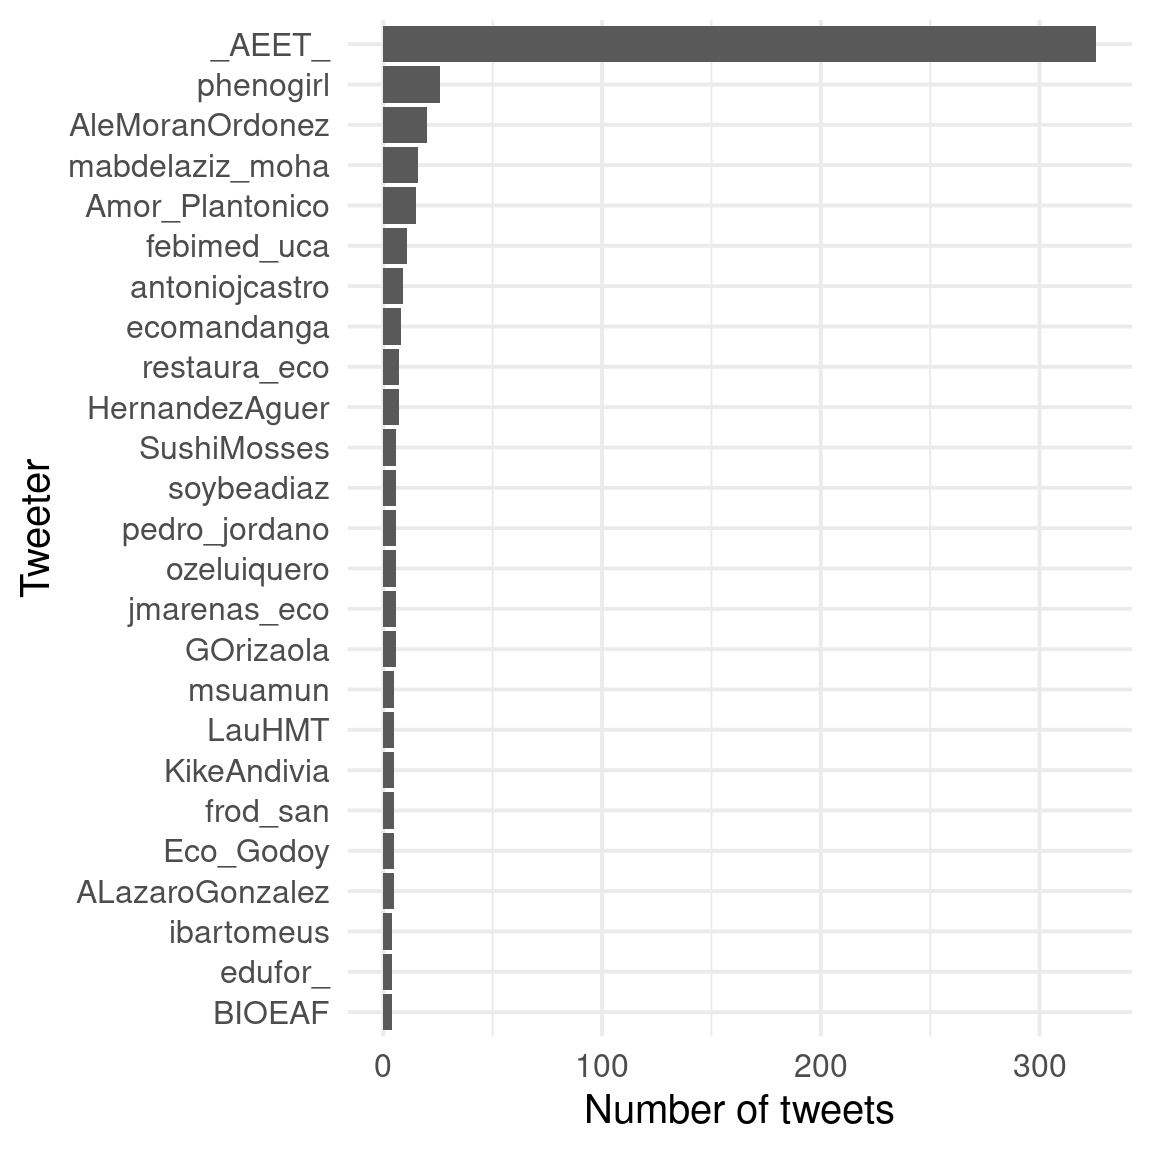 _AEET_
phenogirl
AleMoranOrdonez
mabdelaziz_moha
Amor_Plantonico
febimed_uca
antoniojcastro
ecomandanga
restaura_eco
HernandezAguer
SushiMosses
soybeadiaz
pedro_jordano
ozeluiquero
jmarenas_eco
GOrizaola
msuamun
LauHMT
KikeAndivia
frod_san
Eco_Godoy
ALazaroGonzalez
ibartomeus
edufor_
BIOEAF
Tweeter
0 100 200 300
Number of tweets